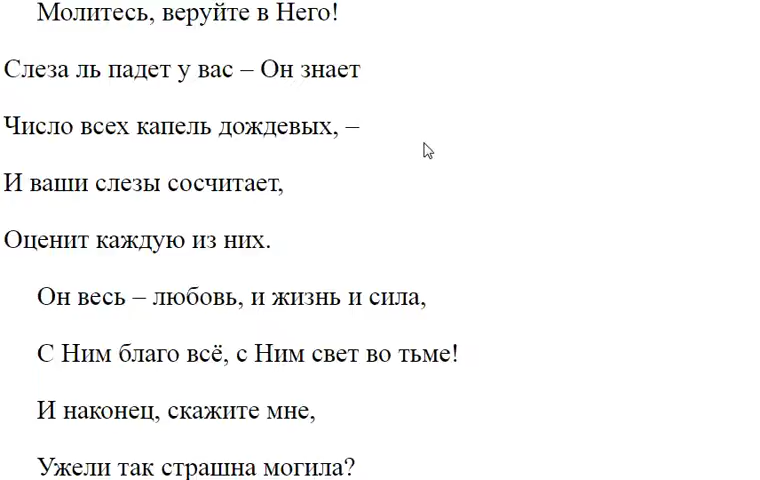 Молитесь, веруйте в Него!
Слеза ль падет у вас – Он знает
Число всех капель дождевых, –
И ваши слезы сосчитает,
Оценит каждую из них.
Он весь – любовь, и жизнь и сила,
С Ним благо всё, с Ним свет во тьме!
И наконец, скажите мне,
Ужели так страшна могила?